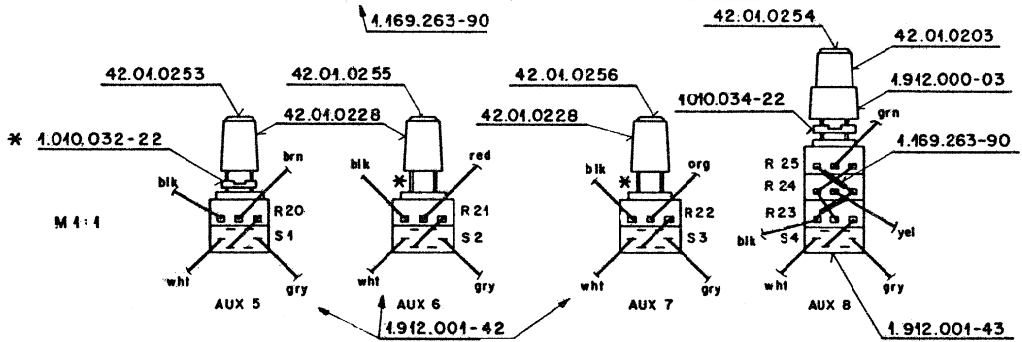 1.169.263-90
42.01.0254
42.01.0203
42.01.0253
42.01.0255
42.01.0256
1.912.000-03
1010.034-22
42.01.0228
42.01.0228
grn
* 1.010.032-22
1.169.263-90
brn
red
org
blk
blk
*
blk
*
R 25
R 24
M 1:1
R20
R21
R22
R23
S1
S2
S3
blk
S4
yel
wht
gry
wht
gry
wht
gry
wht
gry
AUX 5
AUX 6
AUX 7
AUX 8
1.912.001-42
1.912.001-43